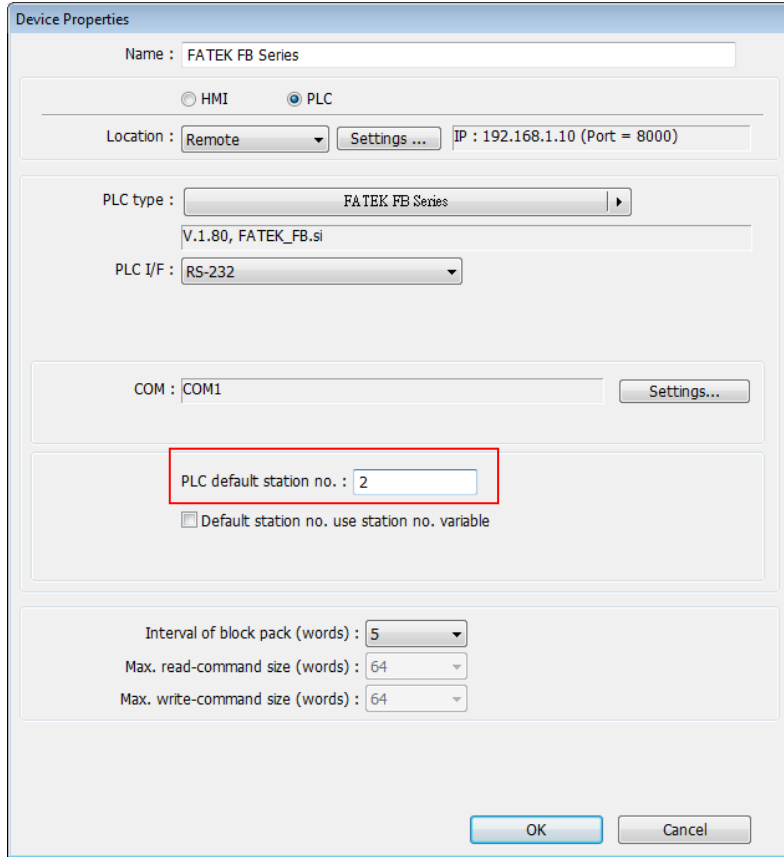 Device Properties
Name : FATEK FB Series
HMI PLC
Location : Remote Settings ... IP : 192.168.1.10 (Port = 8000)
PLC type : FATEK FB Series
V.1.80, FATEK_FB.si
PLC I/F : RS-232
COM : COM1 Settings...
PLC default station no. : 2
Default station no. use station no. variable
Interval of block pack (words) : 5
Max. read-command size (words) : 64
Max. write-command size (words) : 64
OK Cancel